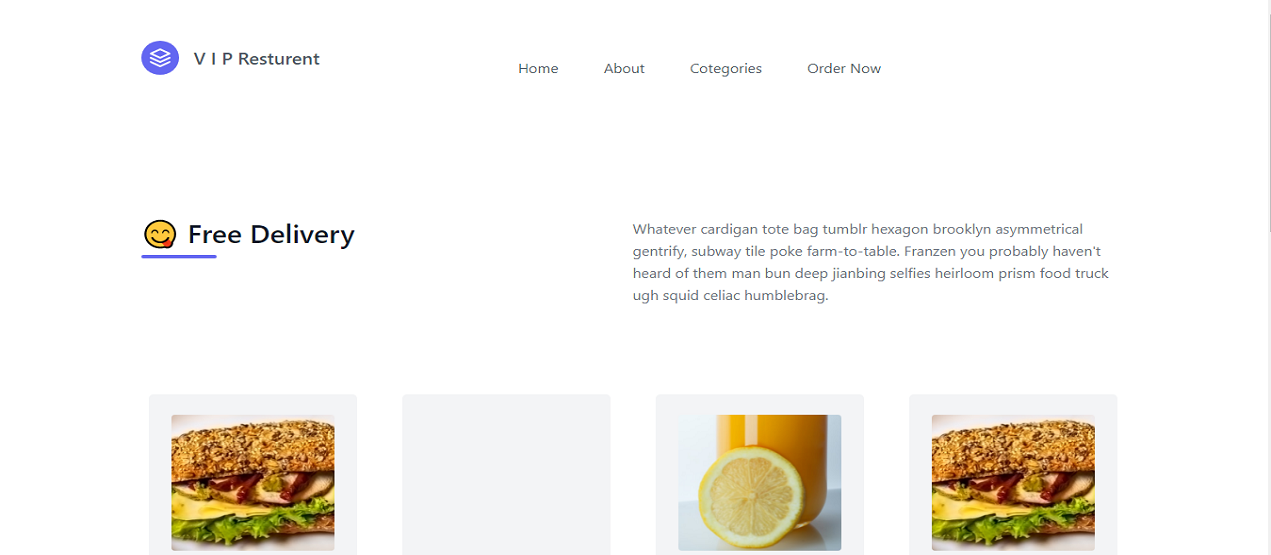 V I P Resturent
Home About Cotegories Order Now
😋 Free Delivery
Whatever cardigan tote bag tumblr hexagon brooklyn asymmetrical
gentrify, subway tile poke farm-to-table. Franzen you probably haven't
heard of them man bun deep jianbing selfies heirloom prism food truck
ugh squid celiac humblebrag.